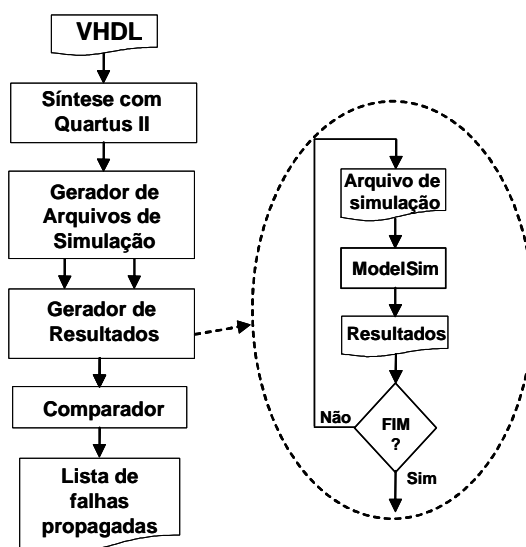 VHDL
Síntese com
Quartus II
Gerador de
Arquivos de
Simulação
Gerador de
Resultados
Comparador
Lista de
falhas
propagadas
Arquivo de
simulação
ModelSim
Resultados
Não
FIM
?
Sim